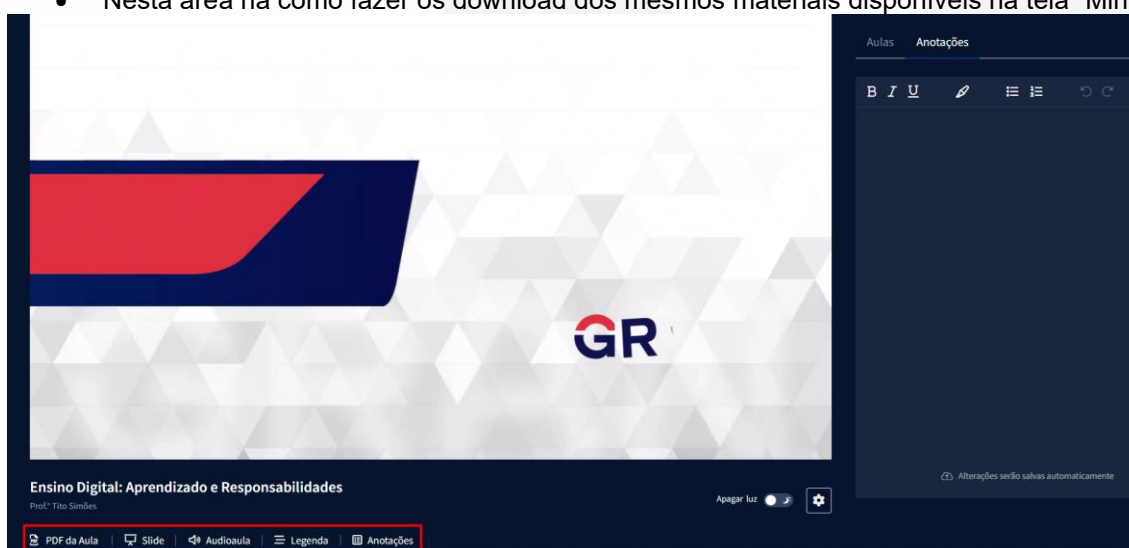 • Nesta área há como fazer os download dos mesmos materiais disponíveis na tela "Min
Aulas Anotações
B I U
GR
Alterações serão salvas automaticamente
Ensino Digital: Aprendizado e Responsabilidades
Prof.º Tito Simões
Apagar luz
PDF da Aula | Slide | Audioaula | Legenda | Anotações